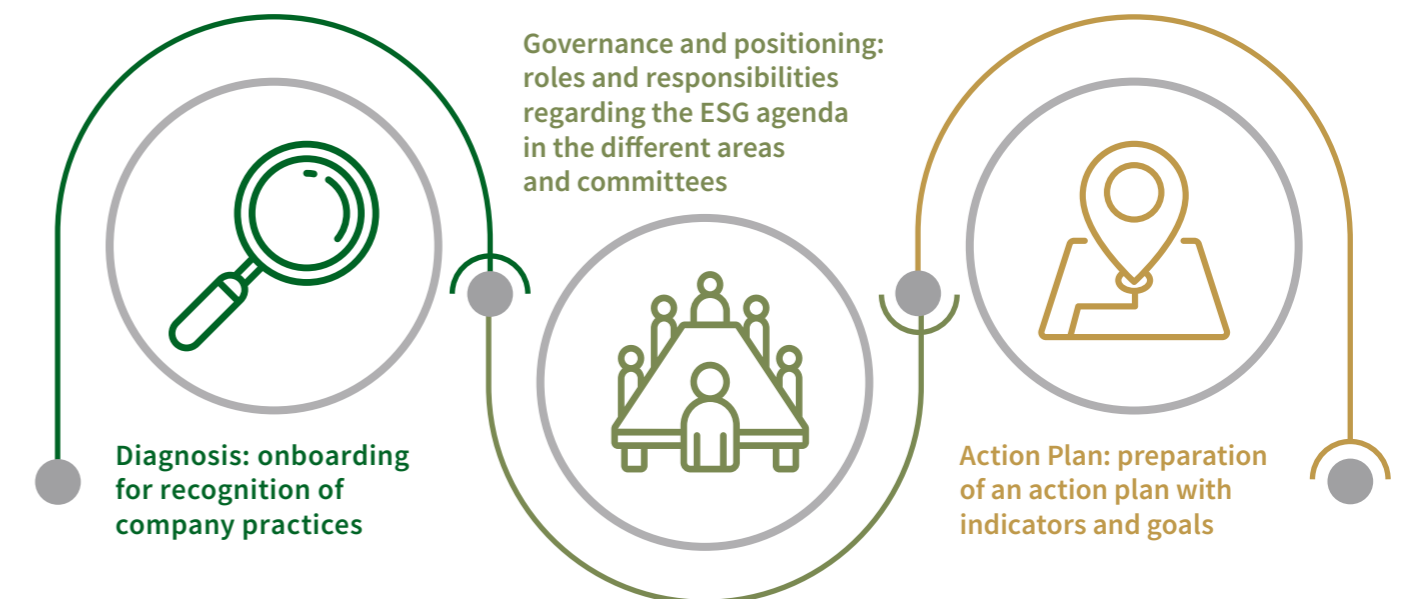 Governance and positioning:
roles and responsibilities
regarding the ESG agenda
in the different areas
and committees
Diagnosis: onboarding
for recognition of
company practices
Action Plan: preparation
of an action plan with
indicators and goals